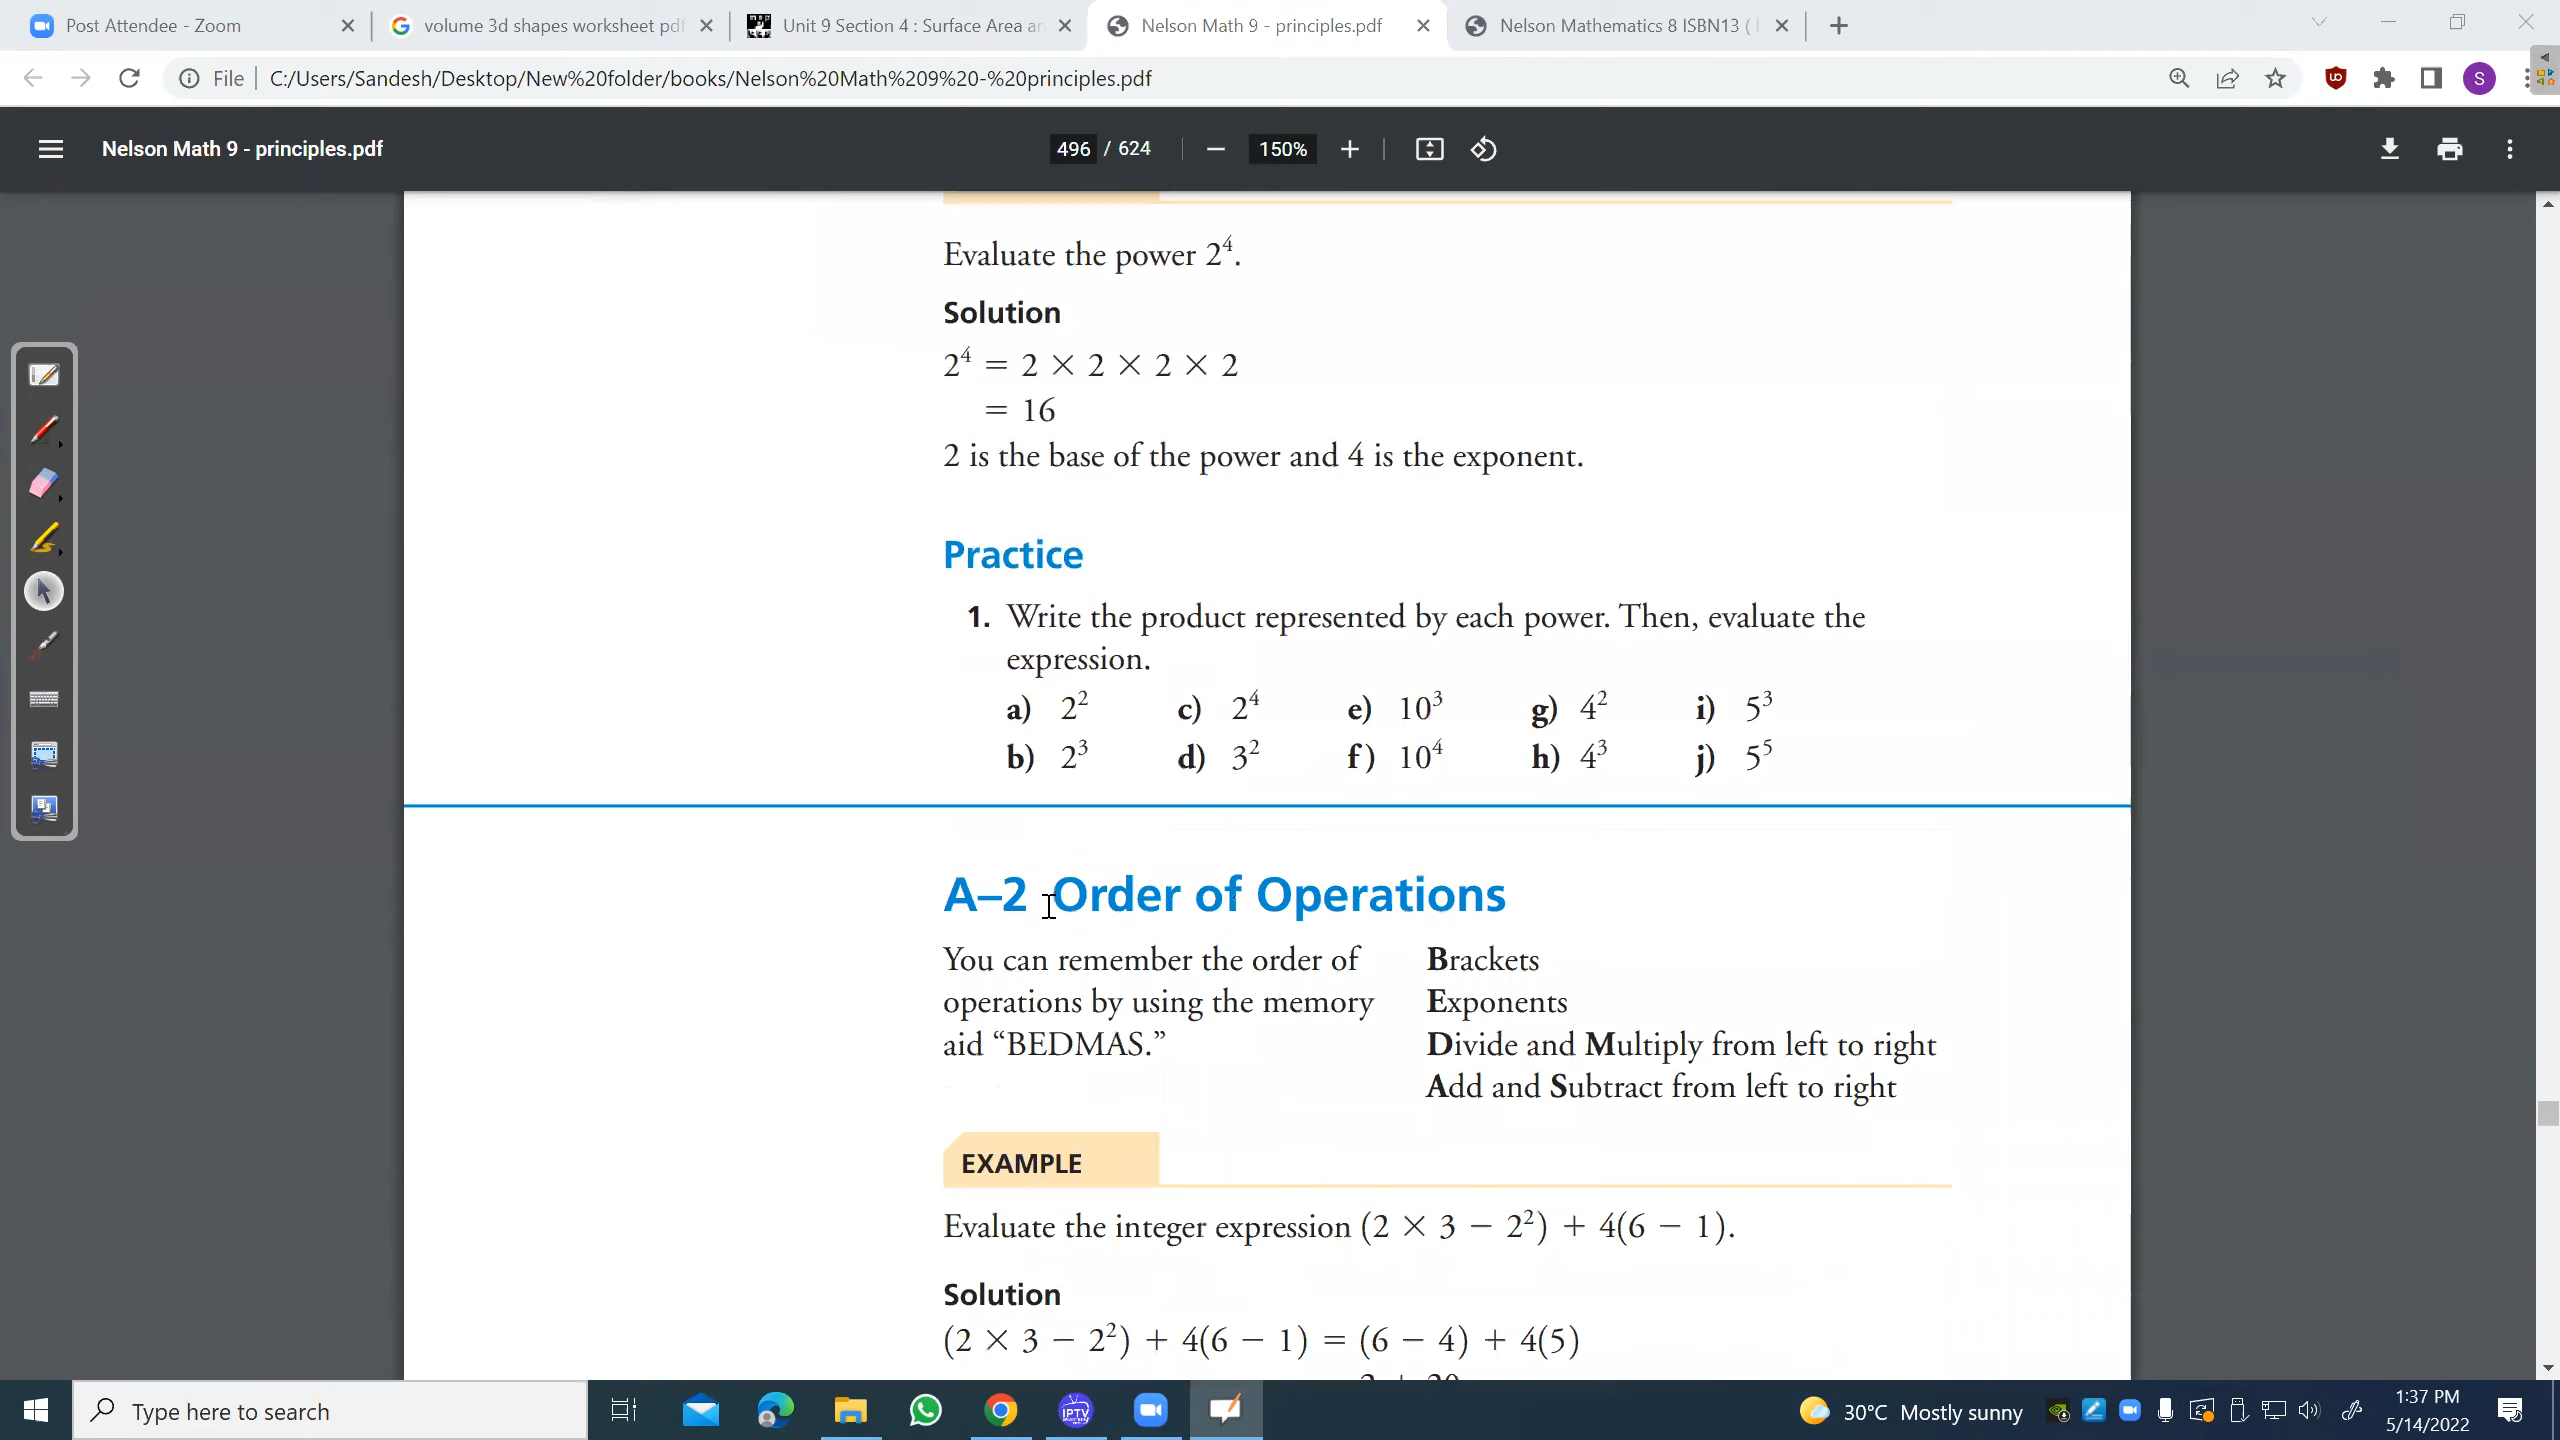 Post Attendee - Zoom
volume 3d shapes worksheet pdf
Unit 9 Section 4 : Surface Area an
Nelson Math 9 - principles.pdf
Nelson Mathematics 8 ISBN13 (
File
C:/Users/Sandesh/Desktop/New%20folder/books/Nelson%20Math%209%20-%20principles.pdf
S
Nelson Math 9 - principles.pdf
496 / 624
150%
Evaluate the power 2⁴.
Solution
2⁴ = 2 × 2 × 2 × 2
= 16
2 is the base of the power and 4 is the exponent.
Practice
1. Write the product represented by each power. Then, evaluate the
expression.
a) 2² c) 2⁴ e) 10³ g) 4² i) 5³
b) 2³ d) 3² f) 10⁴ h) 4³ j) 5⁵
A–2 Order of Operations
You can remember the order of
operations by using the memory
aid “BEDMAS.”
Brackets
Exponents
Divide and Multiply from left to right
Add and Subtract from left to right
EXAMPLE
Evaluate the integer expression (2 × 3 − 2²) + 4(6 − 1).
Solution
(2 × 3 − 2²) + 4(6 − 1) = (6 − 4) + 4(5)
Type here to search
IPTV
30°C Mostly sunny
1:37 PM
5/14/2022